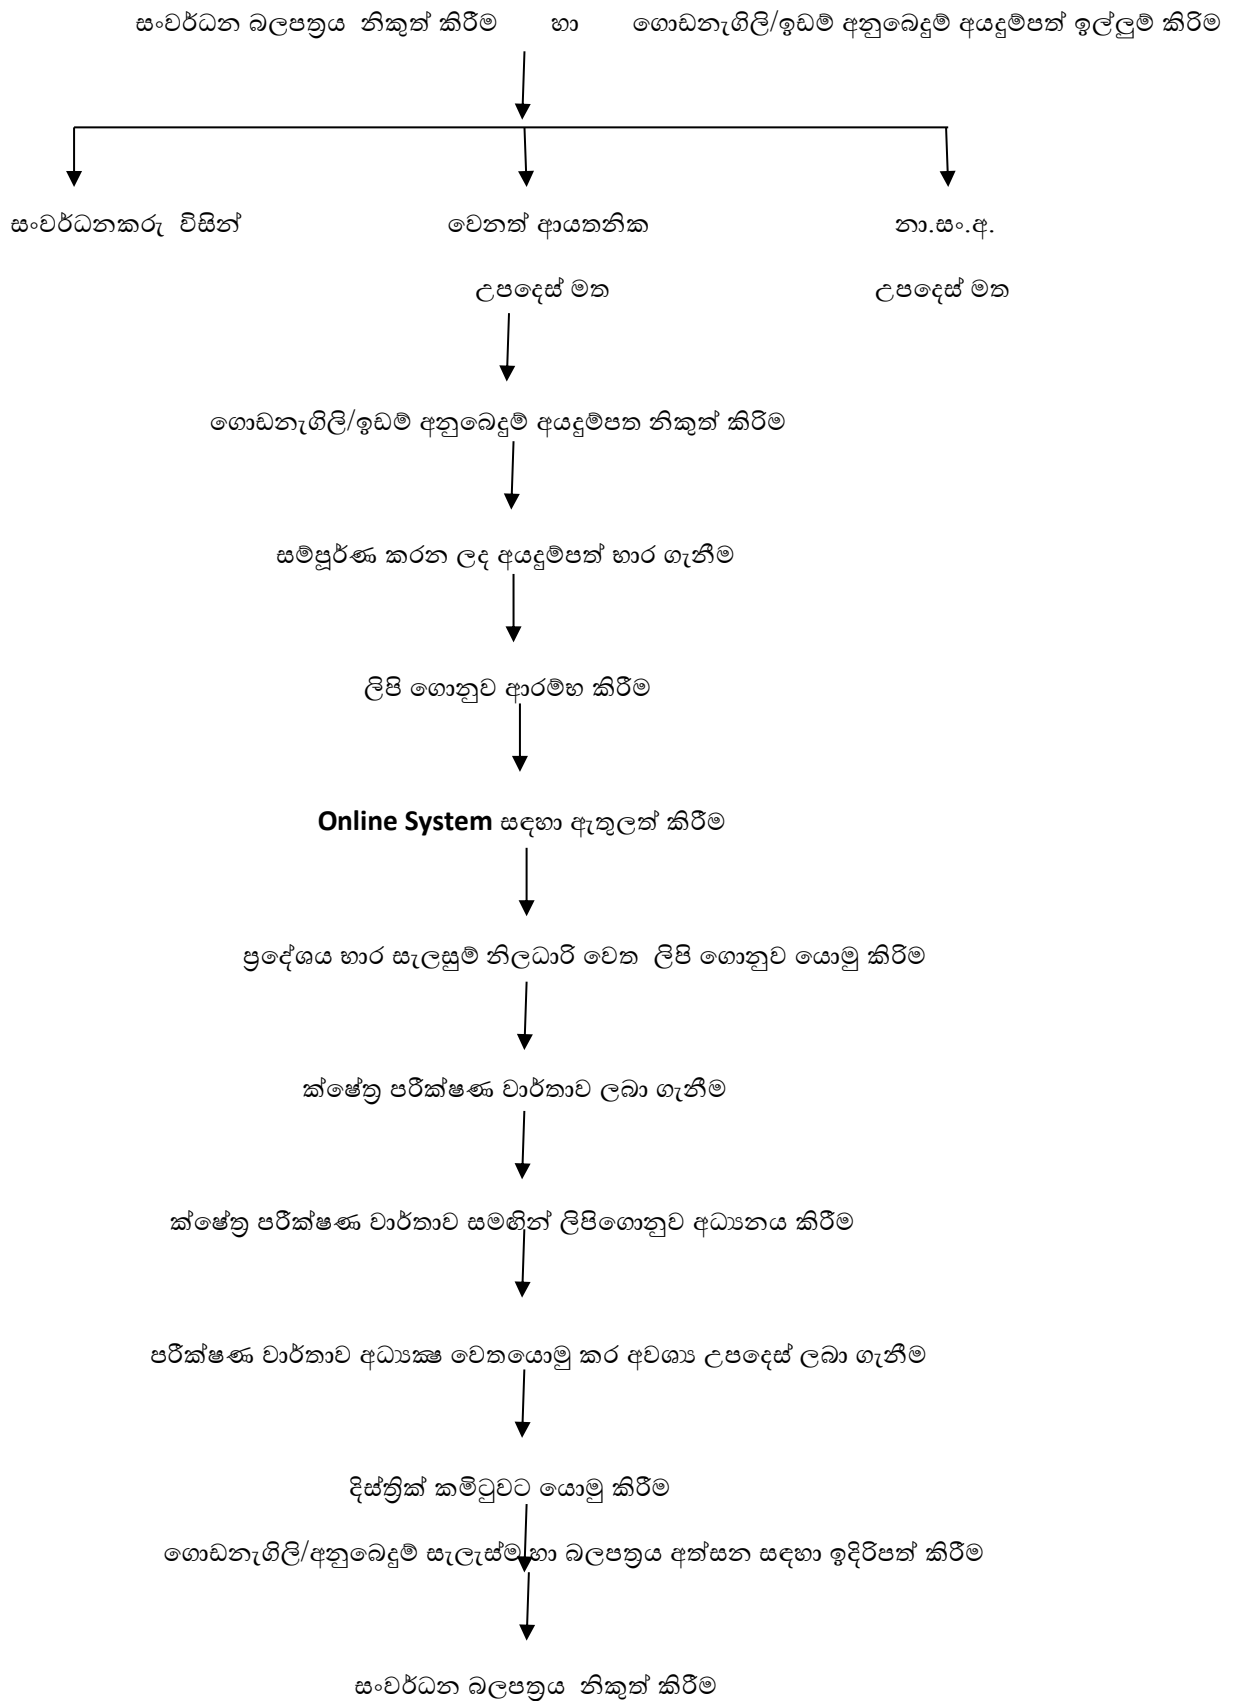 සංවර්ධන බලපත්‍රය නිකුත් කිරීම හා ගොඩනැගිලි/ඉඩම් අනුබෙදුම් අයදුම්පත් ඉල්ලුම් කිරිම
සංවර්ධනකරු විසින් වෙනත් ආයතනික නා.සං.අ.
උපදෙස් මත උපදෙස් මත
ගොඩනැගිලි/ඉඩම් අනුබෙදුම් අයදුම්පත නිකුත් කිරිම
සම්පූර්ණ කරන ලද අයදුම්පත් භාර ගැනීම
ලිපි ගොනුව ආරම්භ කිරීම
Online System සඳහා ඇතුලත් කිරීම
ප්‍රදේශය භාර සැලසුම් නිලධාරි වෙත ලිපි ගොනුව යොමු කිරිම
ක්ෂේත්‍ර පරීක්ෂණ වාර්තාව ලබා ගැනීම
ක්ෂේත්‍ර පරීක්ෂණ වාර්තාව සමඟින් ලිපිගොනුව අධ්‍යනය කිරීම
පරීක්ෂණ වාර්තාව අධ්‍යක්‍ෂ වෙතයොමු කර අවශ්‍ය උපදෙස් ලබා ගැනීම
දිස්ත්‍රික් කමිටුවට යොමු කිරීම
ගොඩනැගිලි/අනුබෙදුම් සැලැස්ම හා බලපත්‍රය අත්සන සඳහා ඉදිරිපත් කිරීම
සංවර්ධන බලපත්‍රය නිකුත් කිරීම